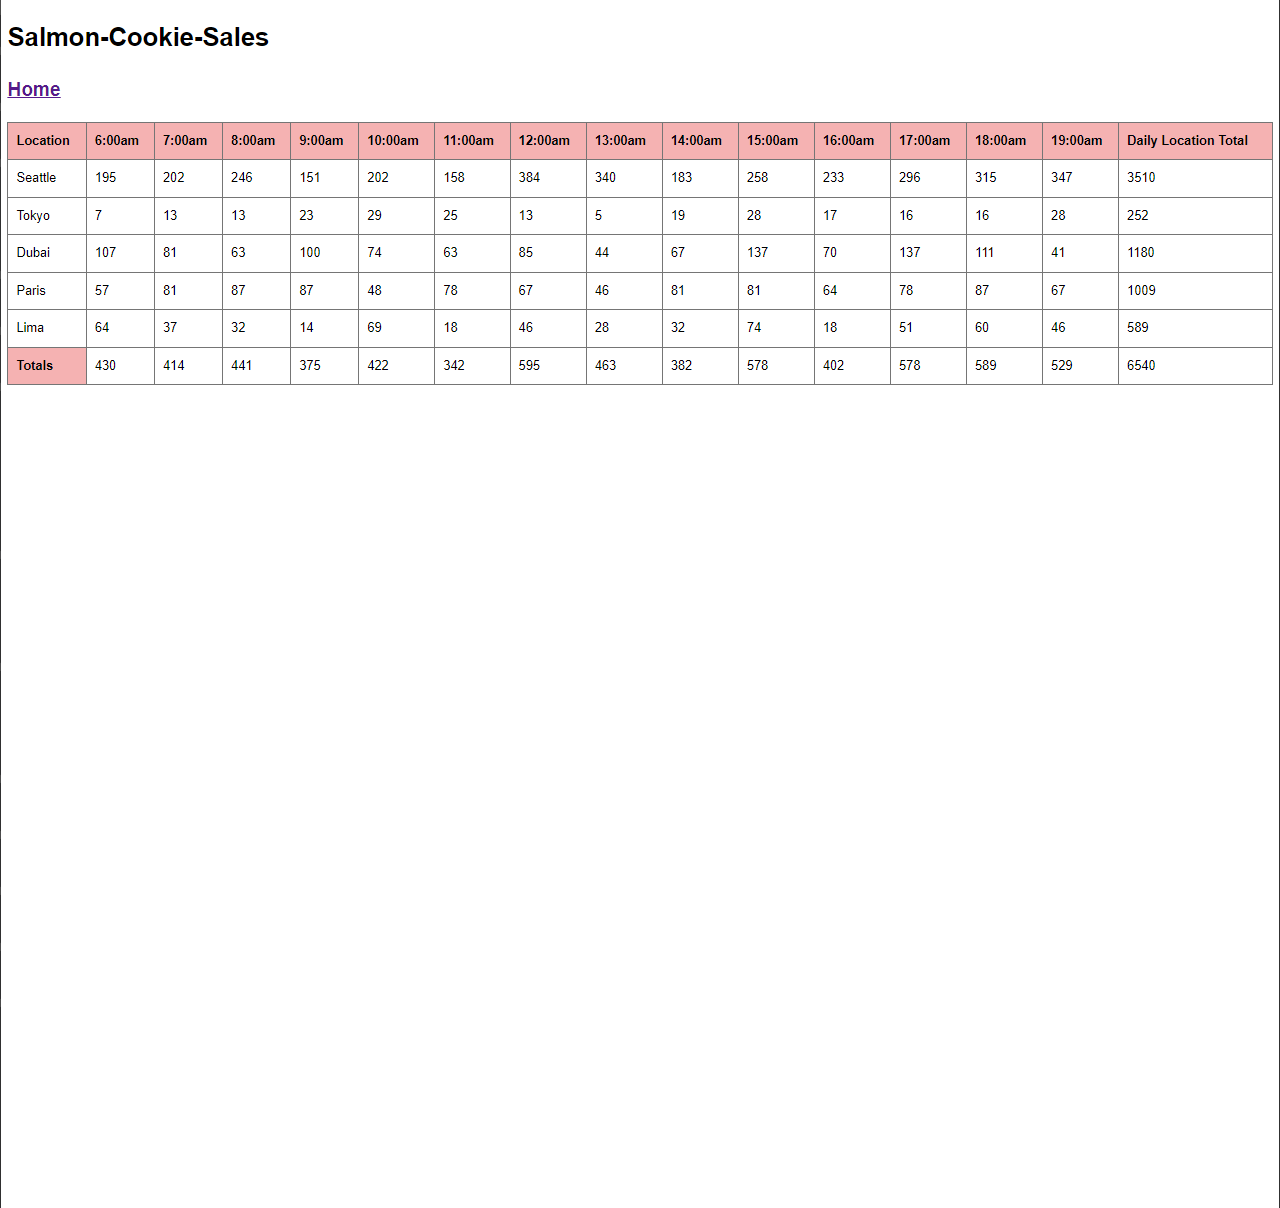 Salmon-Cookie-Sales
Home
Location 6:00am 7:00am 8:00am 9:00am 10:00am 11:00am 12:00am 13:00am 14:00am 15:00am 16:00am 17:00am 18:00am 19:00am Daily Location Total
Seattle 195 202 246 151 202 158 384 340 183 258 233 296 315 347 3510
Tokyo 7 13 13 23 29 25 13 5 19 28 17 16 16 28 252
Dubai 107 81 63 100 74 63 85 44 67 137 70 137 111 41 1180
Paris 57 81 87 87 48 78 67 46 81 81 64 78 87 67 1009
Lima 64 37 32 14 69 18 46 28 32 74 18 51 60 46 589
Totals 430 414 441 375 422 342 595 463 382 578 402 578 589 529 6540